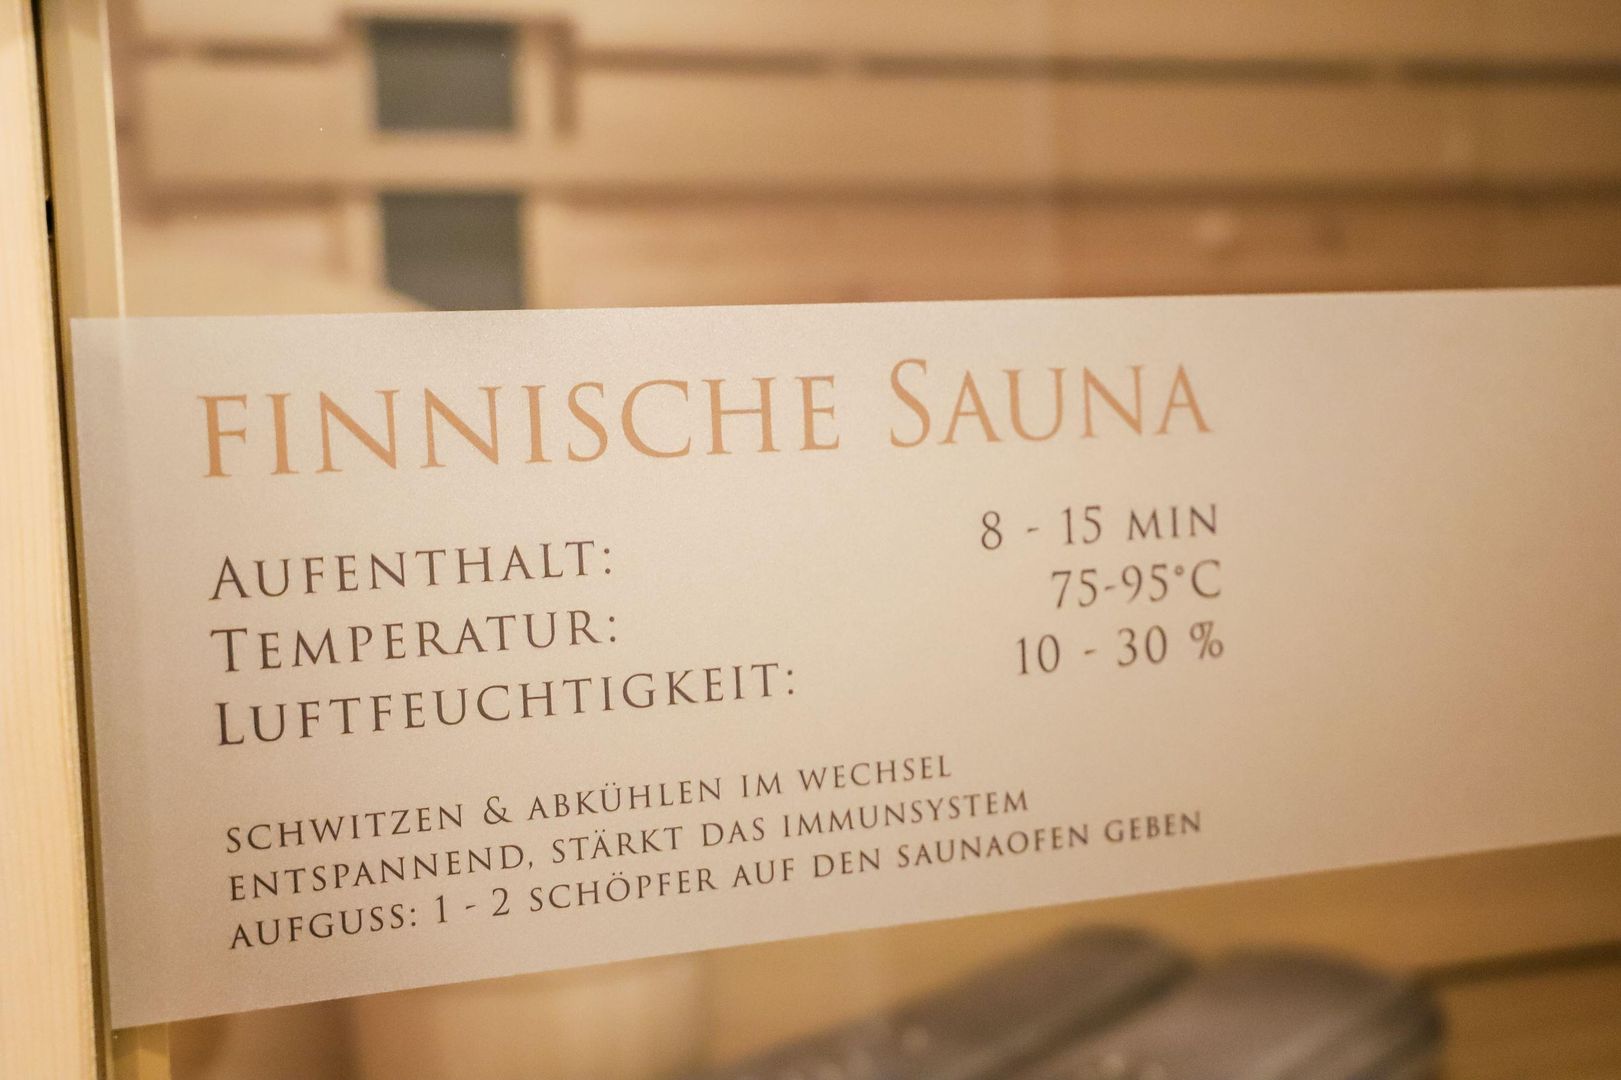 FINNISCHE SAUNA
AUFENTHALT: 8 - 15 MIN
TEMPERATUR: 75-95°C
LUFTFEUCHTIGKEIT: 10 - 30 %
SCHWITZEN & ABKÜHLEN IM WECHSEL
ENTSPANNEND, STÄRKT DAS IMMUNSYSTEM
AUFGUSS: 1 - 2 SCHÖPFER AUF DEN SAUNAOFEN GEBEN